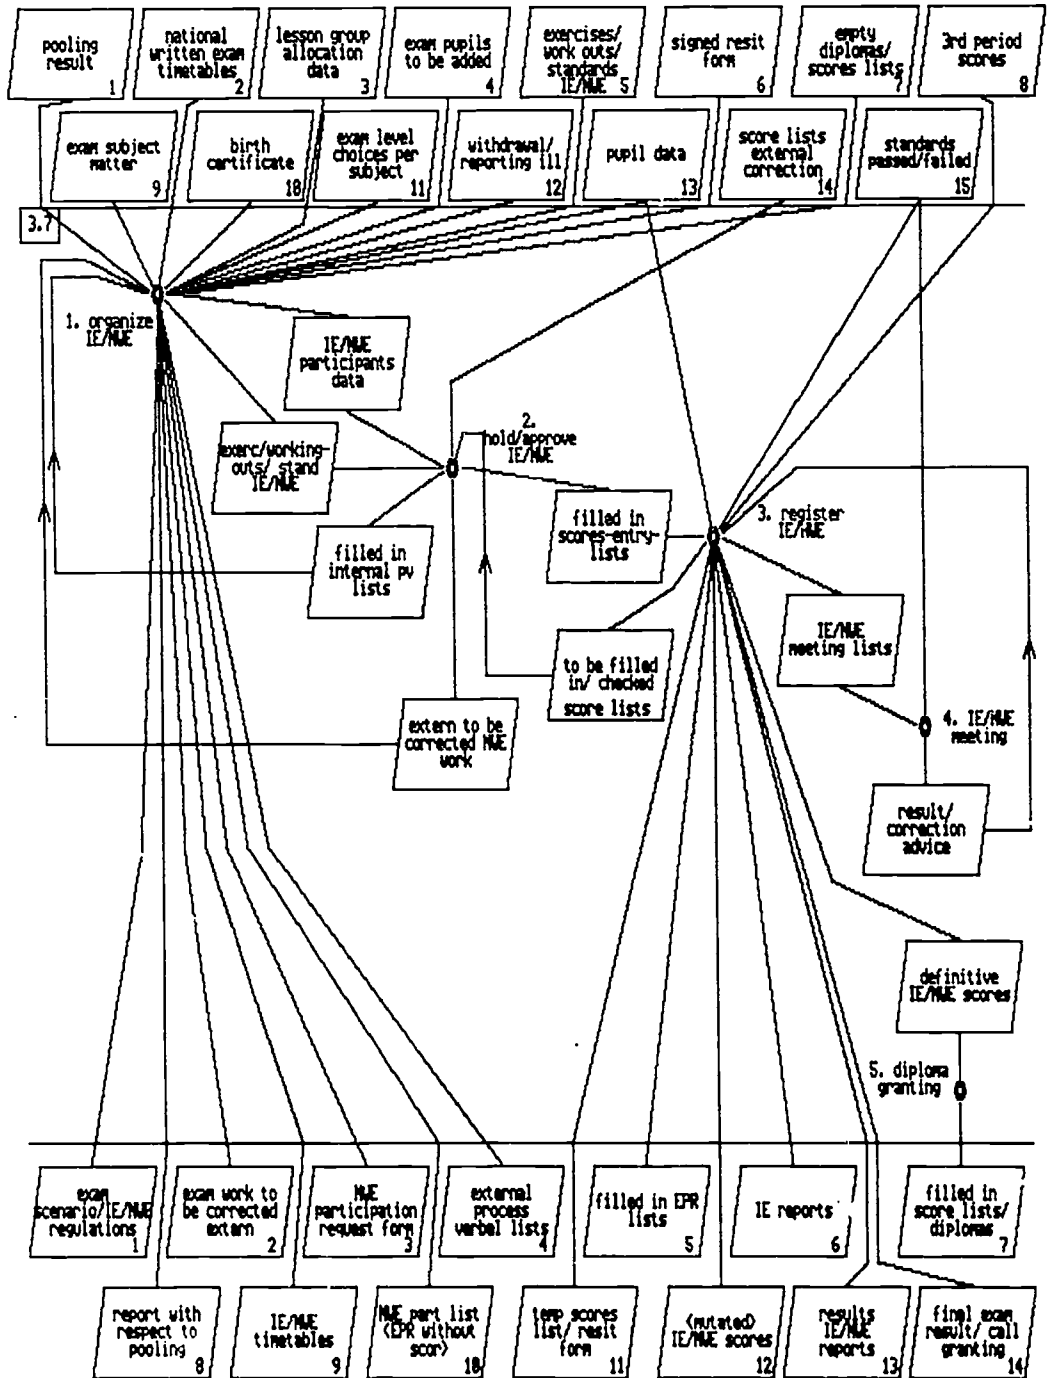 pooling
result
1
national
written exam
timetables
2
lesson group
allocation
data
3
exam pupils
to be added
4
exercises/
work outs/
standards
IE/NWE
5
signed resit
form
6
empty
diplomas/
scores lists
7
3rd period
scores
8
exam subject
matter
9
birth
certificate
10
exam level
choices per
subject
11
withdrawal/
reporting ill
12
pupil data
13
score lists
external
correction
14
standards
passed/failed
15
3.7
1. organize
IE/NWE
IE/NWE
participants
data
exerc/working-
outs/ stand
IE/NWE
2.
hold/approve
IE/NWE
filled in
internal pv
lists
filled in
scores-entry-
lists
3. register
IE/NWE
to be filled
in/ checked
score lists
IE/NWE
meeting lists
extern to be
corrected NWE
work
4. IE/NWE
meeting
result/
correction
advice
definitive
IE/NWE scores
5. diploma
granting
exam
scenario/IE/NWE
regulations
1
exam work to
be corrected
extern
2
NWE
participation
request form
3
external
process
verbal lists
4
filled in EPR
lists
5
IE reports
6
filled in
score lists/
diplomas
7
report with
respect to
pooling
8
IE/NWE
timetables
9
NWE part list
<EPR without
scor>
10
temp scores
list/ resit
form
11
<mutated>
IE/NWE scores
12
results
IE/NWE
reports
13
final exam
result/ call
granting
14